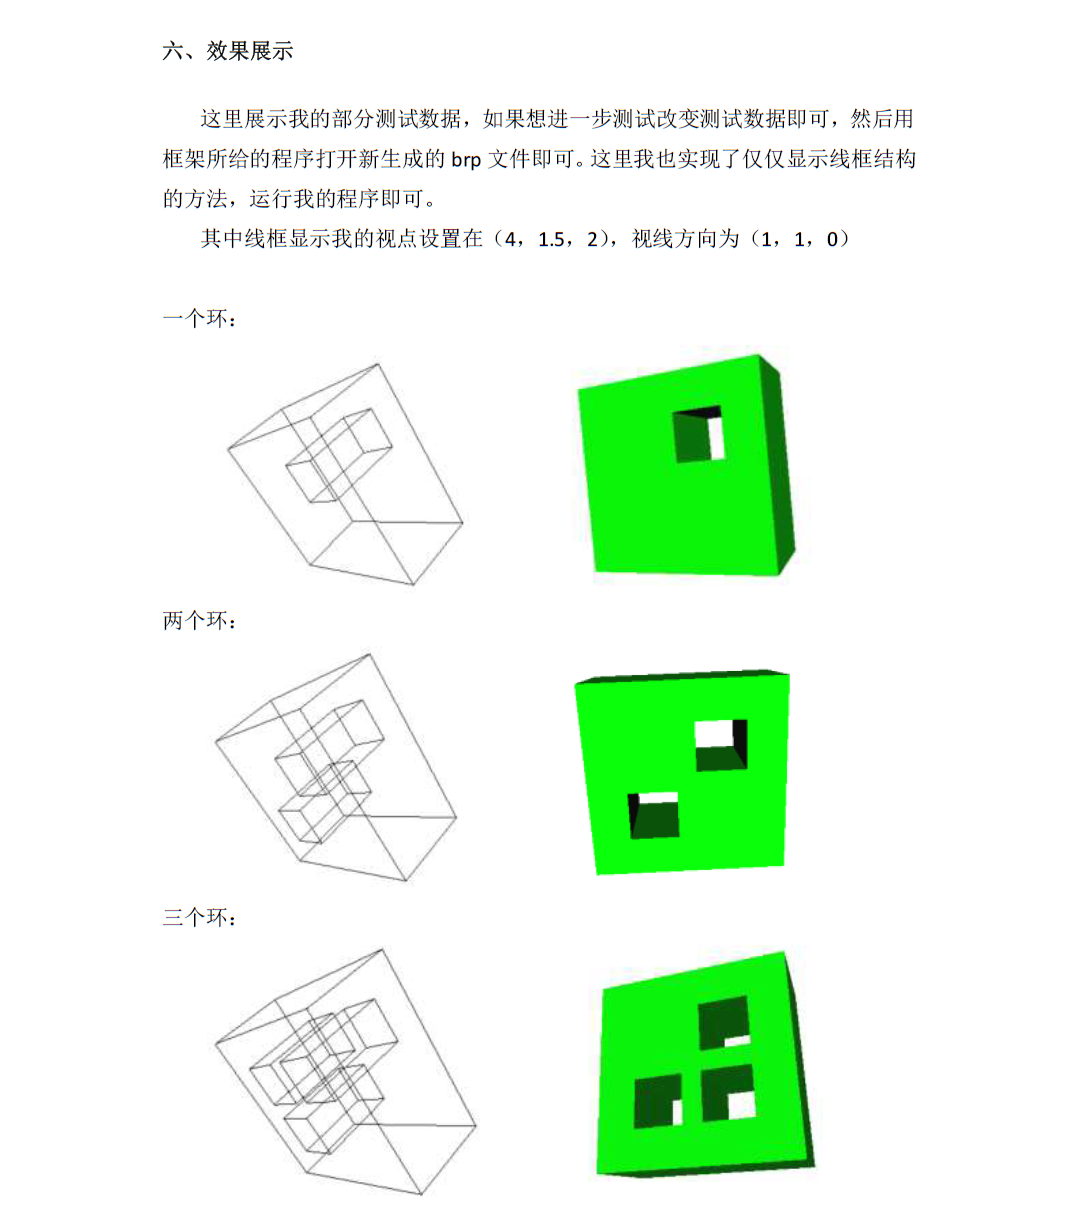 六、效果展示
这里展示我的部分测试数据，如果想进一步测试改变测试数据即可，然后用
框架所给的程序打开新生成的 brp 文件即可。这里我也实现了仅仅显示线框结构
的方法，运行我的程序即可。
其中线框显示我的视点设置在（4，1.5，2），视线方向为（1，1，0）
一个环：
两个环：
三个环：